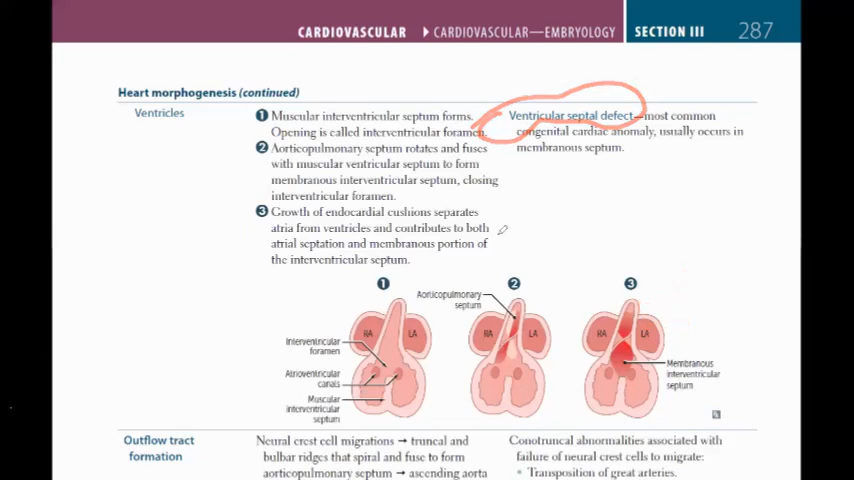 CARDIOVASCULAR ▶ CARDIOVASCULAR—EMBRYOLOGY SECTION III 287
Heart morphogenesis (continued)
Ventricles
1 Muscular interventricular septum forms.
Opening is called interventricular foramen.
2 Aorticopulmonary septum rotates and fuses
with muscular ventricular septum to form
membranous interventricular septum, closing
interventricular foramen.
3 Growth of endocardial cushions separates
atria from ventricles and contributes to both
atrial septation and membranous portion of
the interventricular septum.
Ventricular septal defect—most common
congenital cardiac anomaly, usually occurs in
membranous septum.
1 2 3
Aorticopulmonary
septum
RA LA RA LA RA LA
Interventricular
foramen
Atrioventricular
canals
Muscular
interventricular
septum
Membranous
interventricular
septum
Outflow tract
formation
Neural crest cell migrations → truncal and
bulbar ridges that spiral and fuse to form
aorticopulmonary septum → ascending aorta
Conotruncal abnormalities associated with
failure of neural crest cells to migrate:
• Transposition of great arteries.